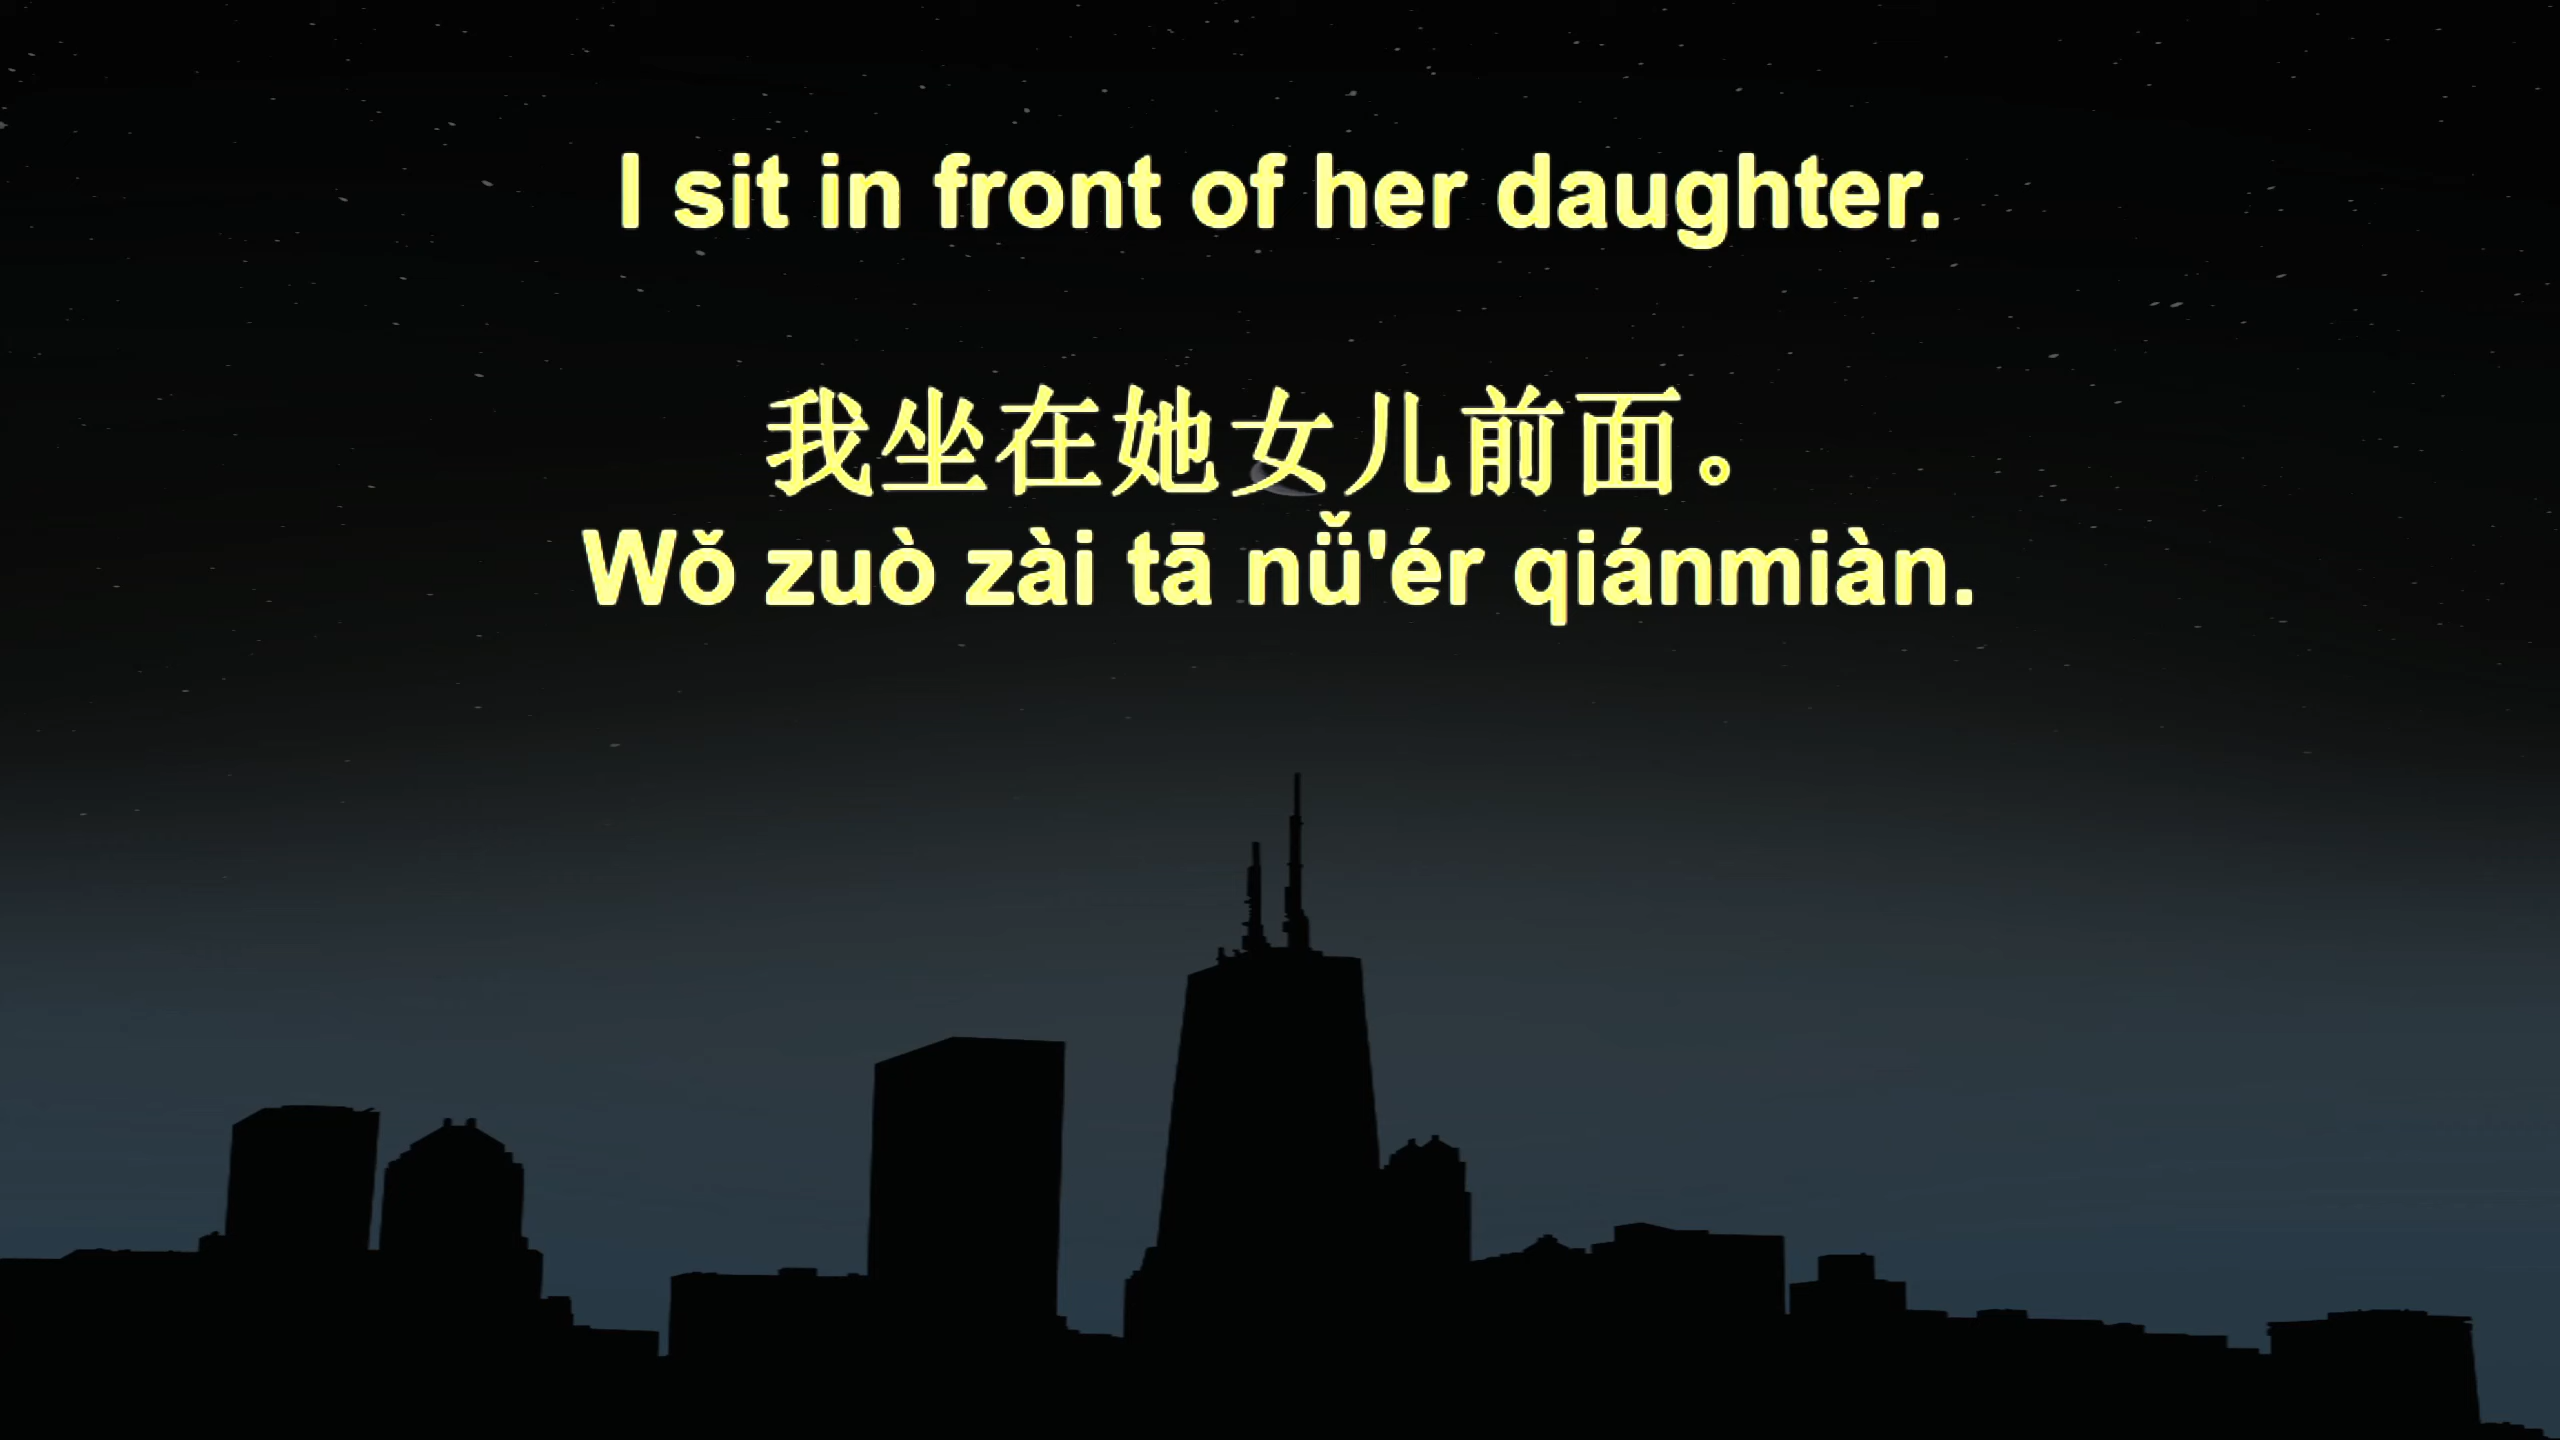 I sit in front of her daughter.
我坐在她女儿前面。
Wǒ zuò zài tā nǚ'ér qiánmiàn.